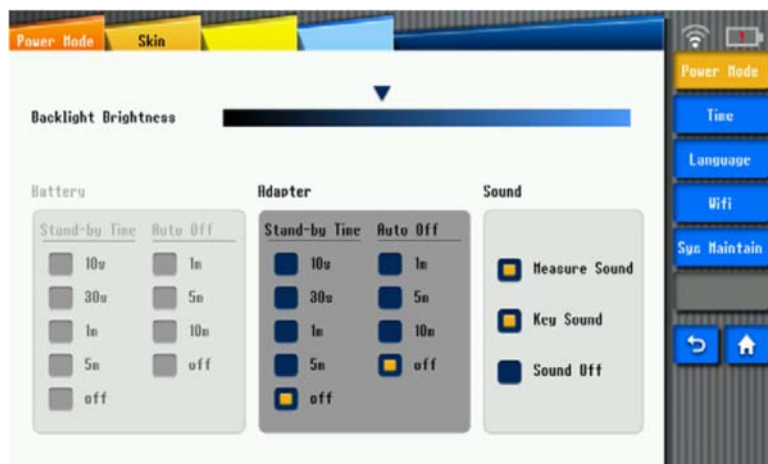 Power Mode Skin
Power Mode
Backlight Brightness
Time
Language
Battery Adapter Sound
Wifi
Stand-by Time Auto Off Stand-by Time Auto Off
Sys Maintain
10s 1m 10s 1m Measure Sound
30s 5m 30s 5m Key Sound
1m 10m 1m 10m
5m off 5m off Sound Off
off off